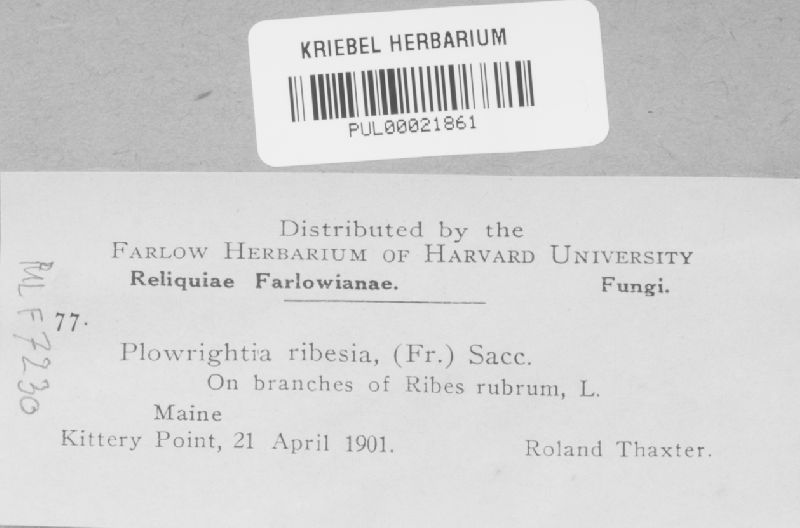 KRIEBEL HERBARIUM
PUL00021861
Distributed by the
FARLOW HERBARIUM OF HARVARD UNIVERSITY
Reliquiae Farlowianae. Fungi.
PUL F7230
77.
Plowrightia ribesia, (Fr.) Sacc.
On branches of Ribes rubrum, L.
Maine
Kittery Point, 21 April 1901. Roland Thaxter.